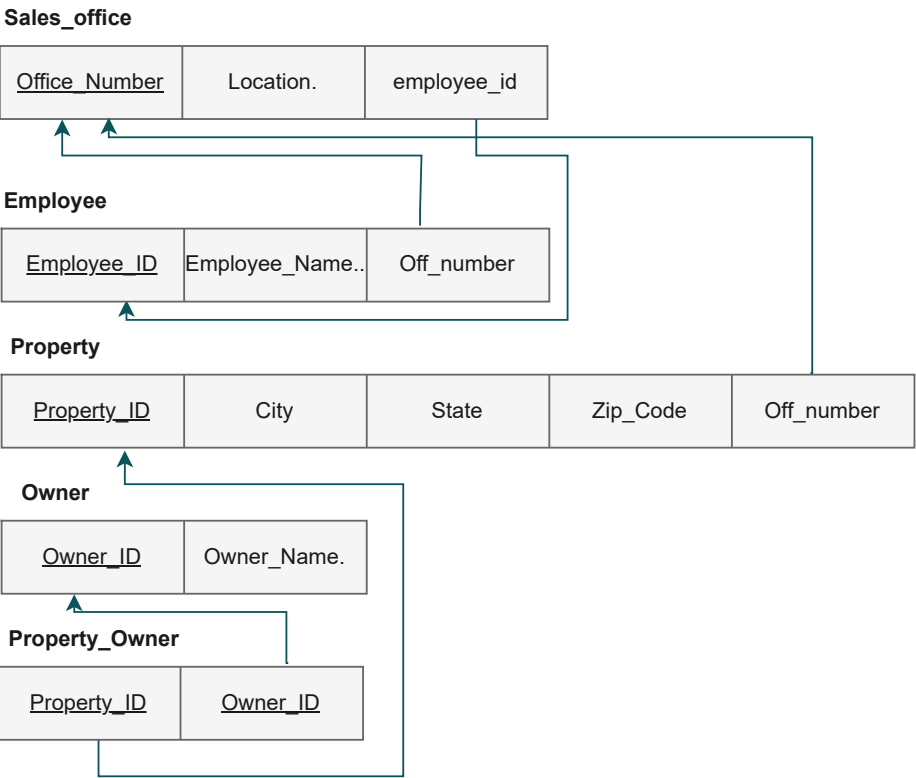 Sales_office
Office_Number Location. employee_id
Employee
Employee_ID Employee_Name.. Off_number
Property
Property_ID City State Zip_Code Off_number
Owner
Owner_ID Owner_Name.
Property_Owner
Property_ID Owner_ID